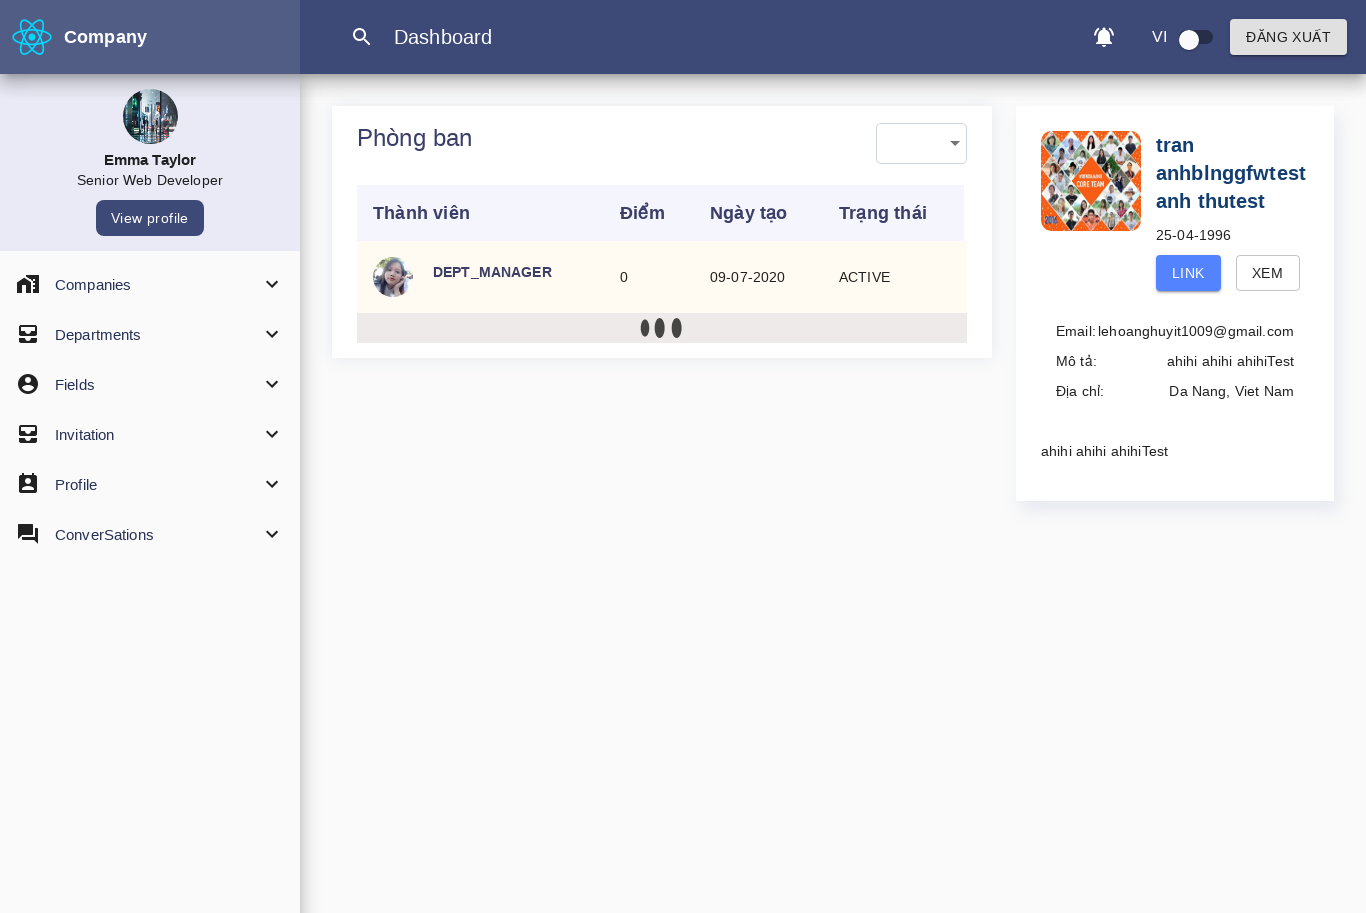 Company
Dashboard
VI
ĐĂNG XUẤT
Emma Taylor
Senior Web Developer
View profile
Companies
Departments
Fields
Invitation
Profile
ConverSations
Phòng ban
Thành viên Điểm Ngày tạo Trạng thái
DEPT_MANAGER 0 09-07-2020 ACTIVE
CORE TEAM
tran
anhblnggfwtest
anh thutest
25-04-1996
LINK XEM
Email: lehoanghuyit1009@gmail.com
Mô tả: ahihi ahihi ahihiTest
Địa chỉ: Da Nang, Viet Nam
ahihi ahihi ahihiTest